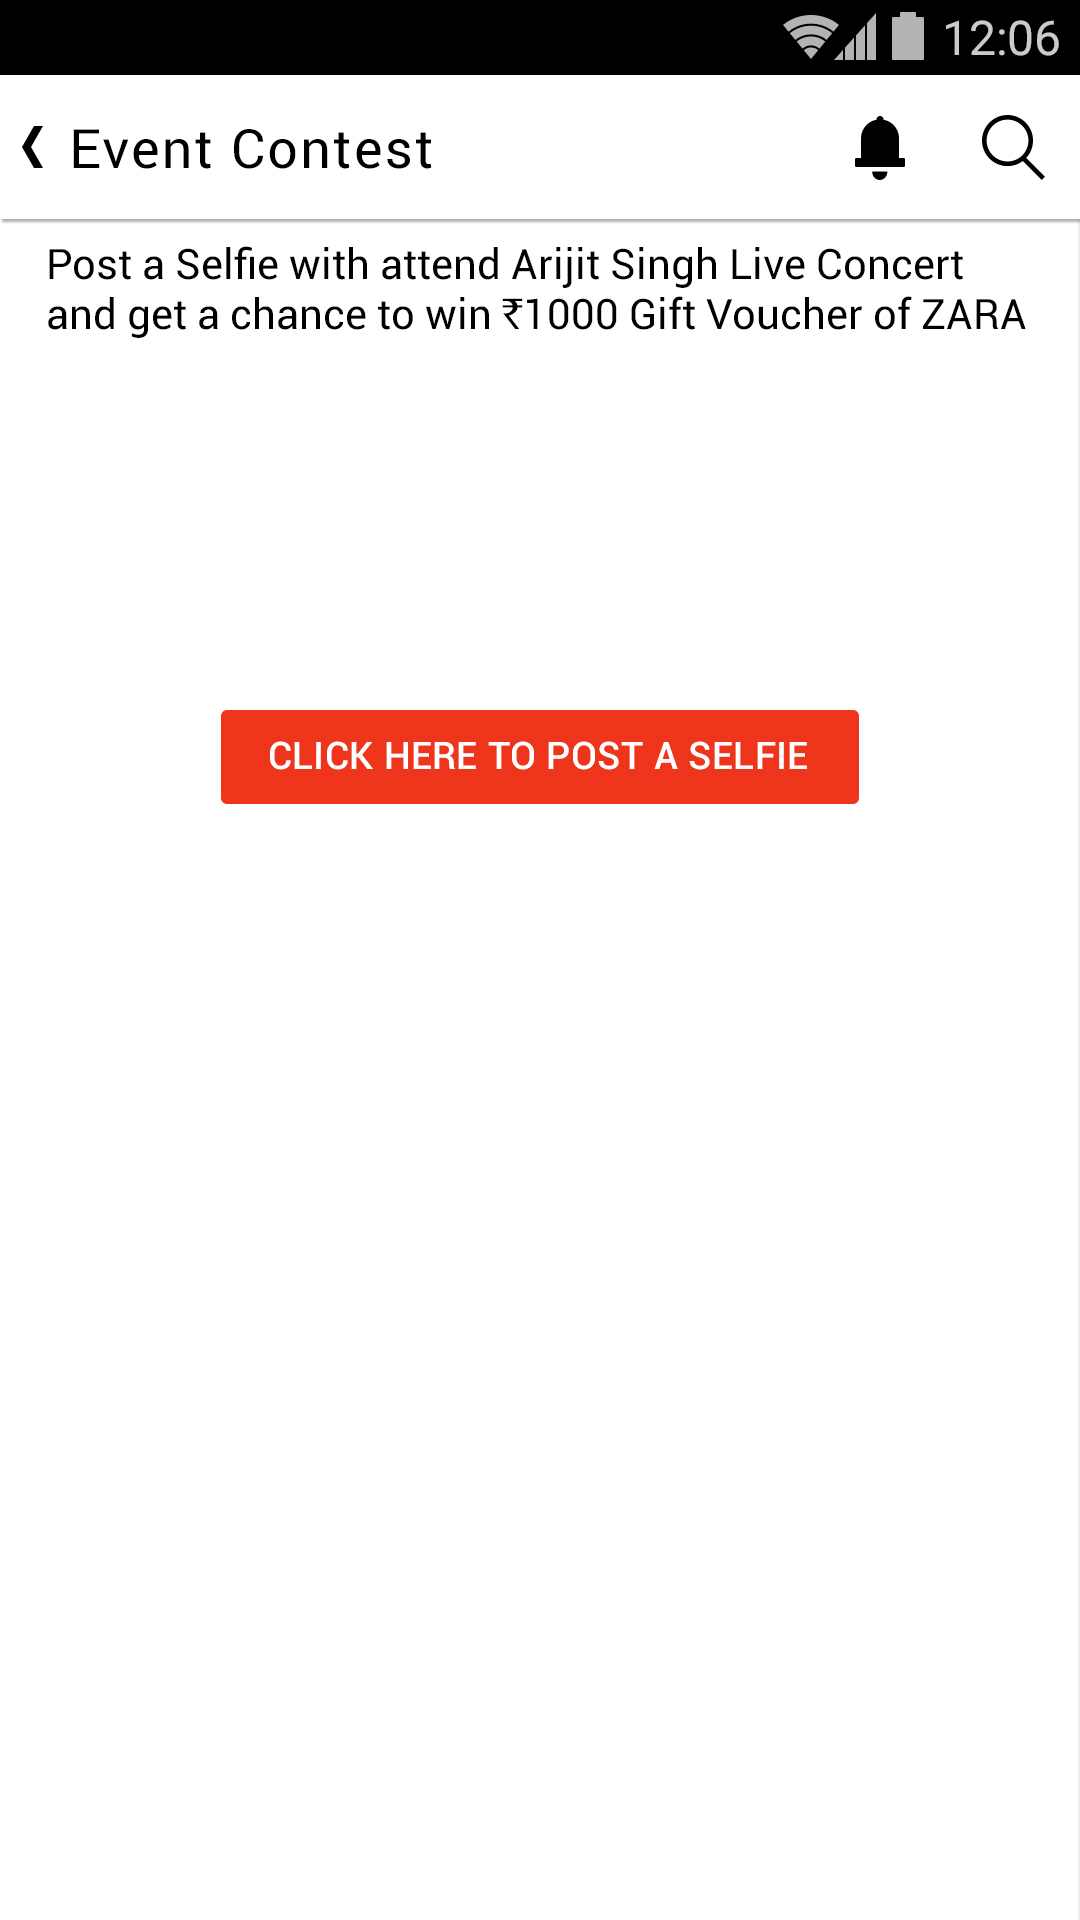 12:06
Event Contest
Post a Selfie with attend Arijit Singh Live Concert
and get a chance to win ₹1000 Gift Voucher of ZARA
CLICK HERE TO POST A SELFIE